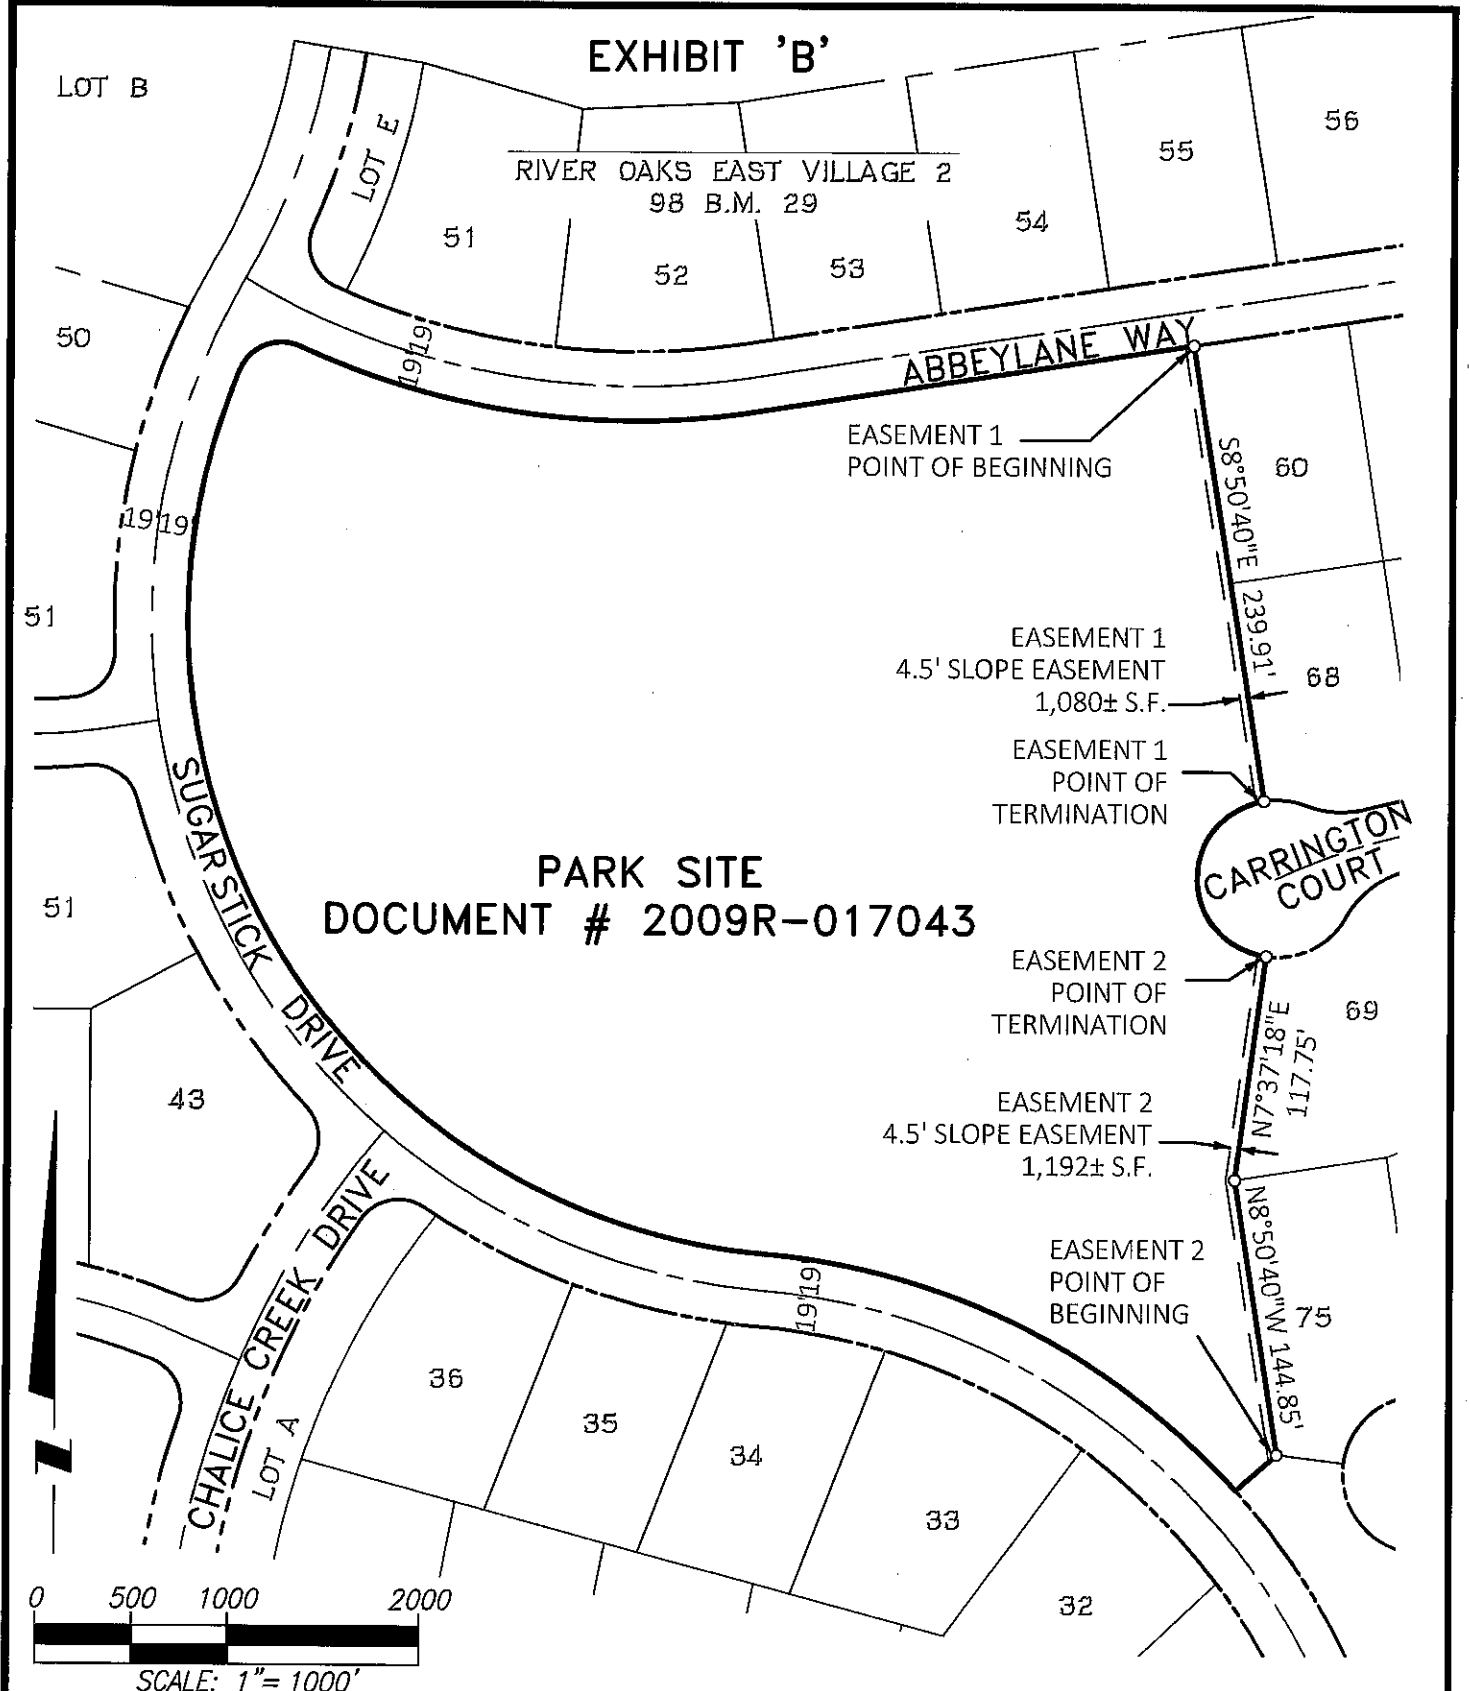 EXHIBIT 'B'
LOT B
LOT E
RIVER OAKS EAST VILLAGE 2
98 B.M. 29
51
52
53
54
55
56
50
19'19'
ABBEYLANE WAY
EASEMENT 1
POINT OF BEGINNING
S8°50'40"E 239.91'
60
19'19'
51
EASEMENT 1
4.5' SLOPE EASEMENT
1,080± S.F.
68
EASEMENT 1
POINT OF
TERMINATION
SUGAR STICK DRIVE
CARRINGTON
COURT
PARK SITE
DOCUMENT # 2009R-017043
51
EASEMENT 2
POINT OF
TERMINATION
69
N7°37'18"E
117.75'
43
EASEMENT 2
4.5' SLOPE EASEMENT
1,192± S.F.
N8°50'40"W 144.85'
EASEMENT 2
POINT OF
BEGINNING
75
19'19'
CHALICE CREEK DRIVE
LOT A
36
35
34
33
32
0 500 1000 2000
SCALE: 1"= 1000'